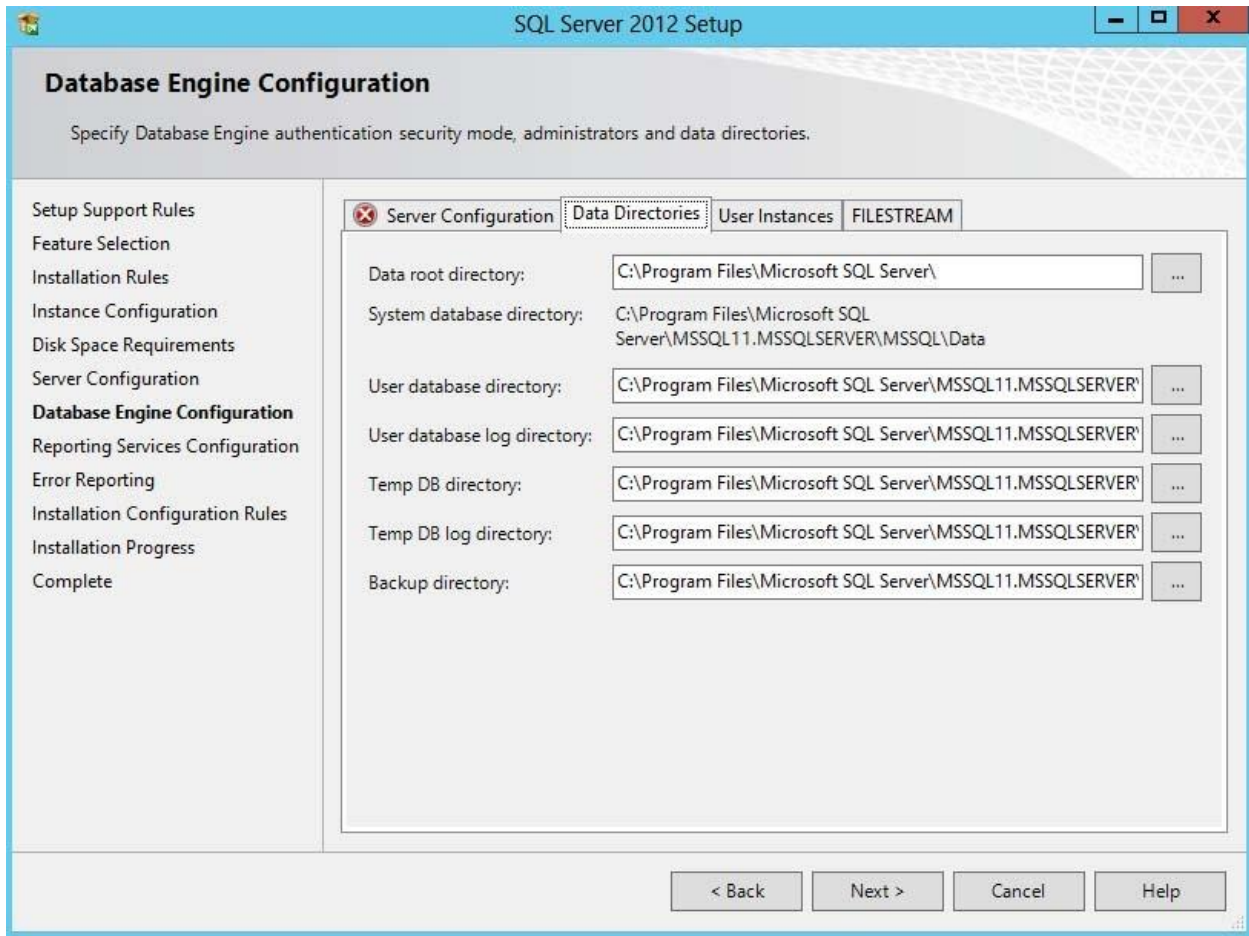 SQL Server 2012 Setup
Database Engine Configuration
Specify Database Engine authentication security mode, administrators and data directories.
Setup Support Rules
Feature Selection
Installation Rules
Instance Configuration
Disk Space Requirements
Server Configuration
Database Engine Configuration
Reporting Services Configuration
Error Reporting
Installation Configuration Rules
Installation Progress
Complete
Server Configuration Data Directories User Instances FILESTREAM
Data root directory: C:\Program Files\Microsoft SQL Server\ ...
System database directory: C:\Program Files\Microsoft SQL
Server\MSSQL11.MSSQLSERVER\MSSQL\Data
User database directory: C:\Program Files\Microsoft SQL Server\MSSQL11.MSSQLSERVER\ ...
User database log directory: C:\Program Files\Microsoft SQL Server\MSSQL11.MSSQLSERVER\ ...
Temp DB directory: C:\Program Files\Microsoft SQL Server\MSSQL11.MSSQLSERVER\ ...
Temp DB log directory: C:\Program Files\Microsoft SQL Server\MSSQL11.MSSQLSERVER\ ...
Backup directory: C:\Program Files\Microsoft SQL Server\MSSQL11.MSSQLSERVER\ ...
< Back Next > Cancel Help